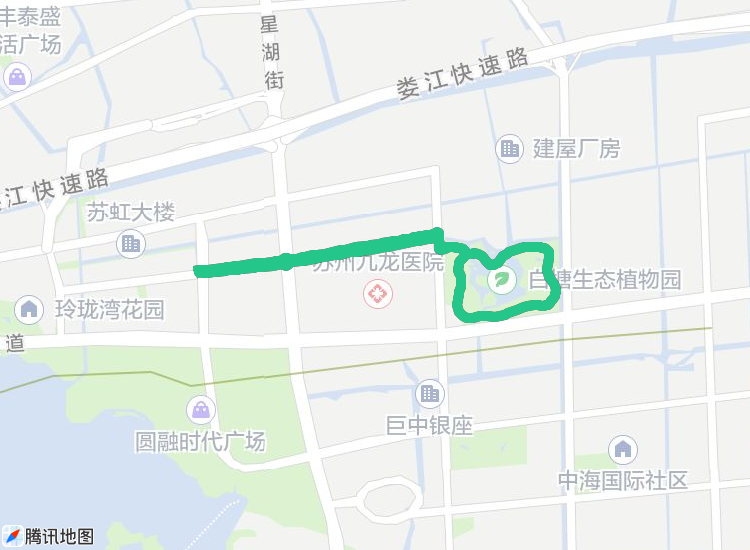 丰泰盛
活广场
星湖街
娄江快速路
建屋厂房
江快速路
苏虹大楼
苏州九龙医院
白塘生态植物园
玲珑湾花园
道
巨中银座
圆融时代广场
中海国际社区
腾讯地图